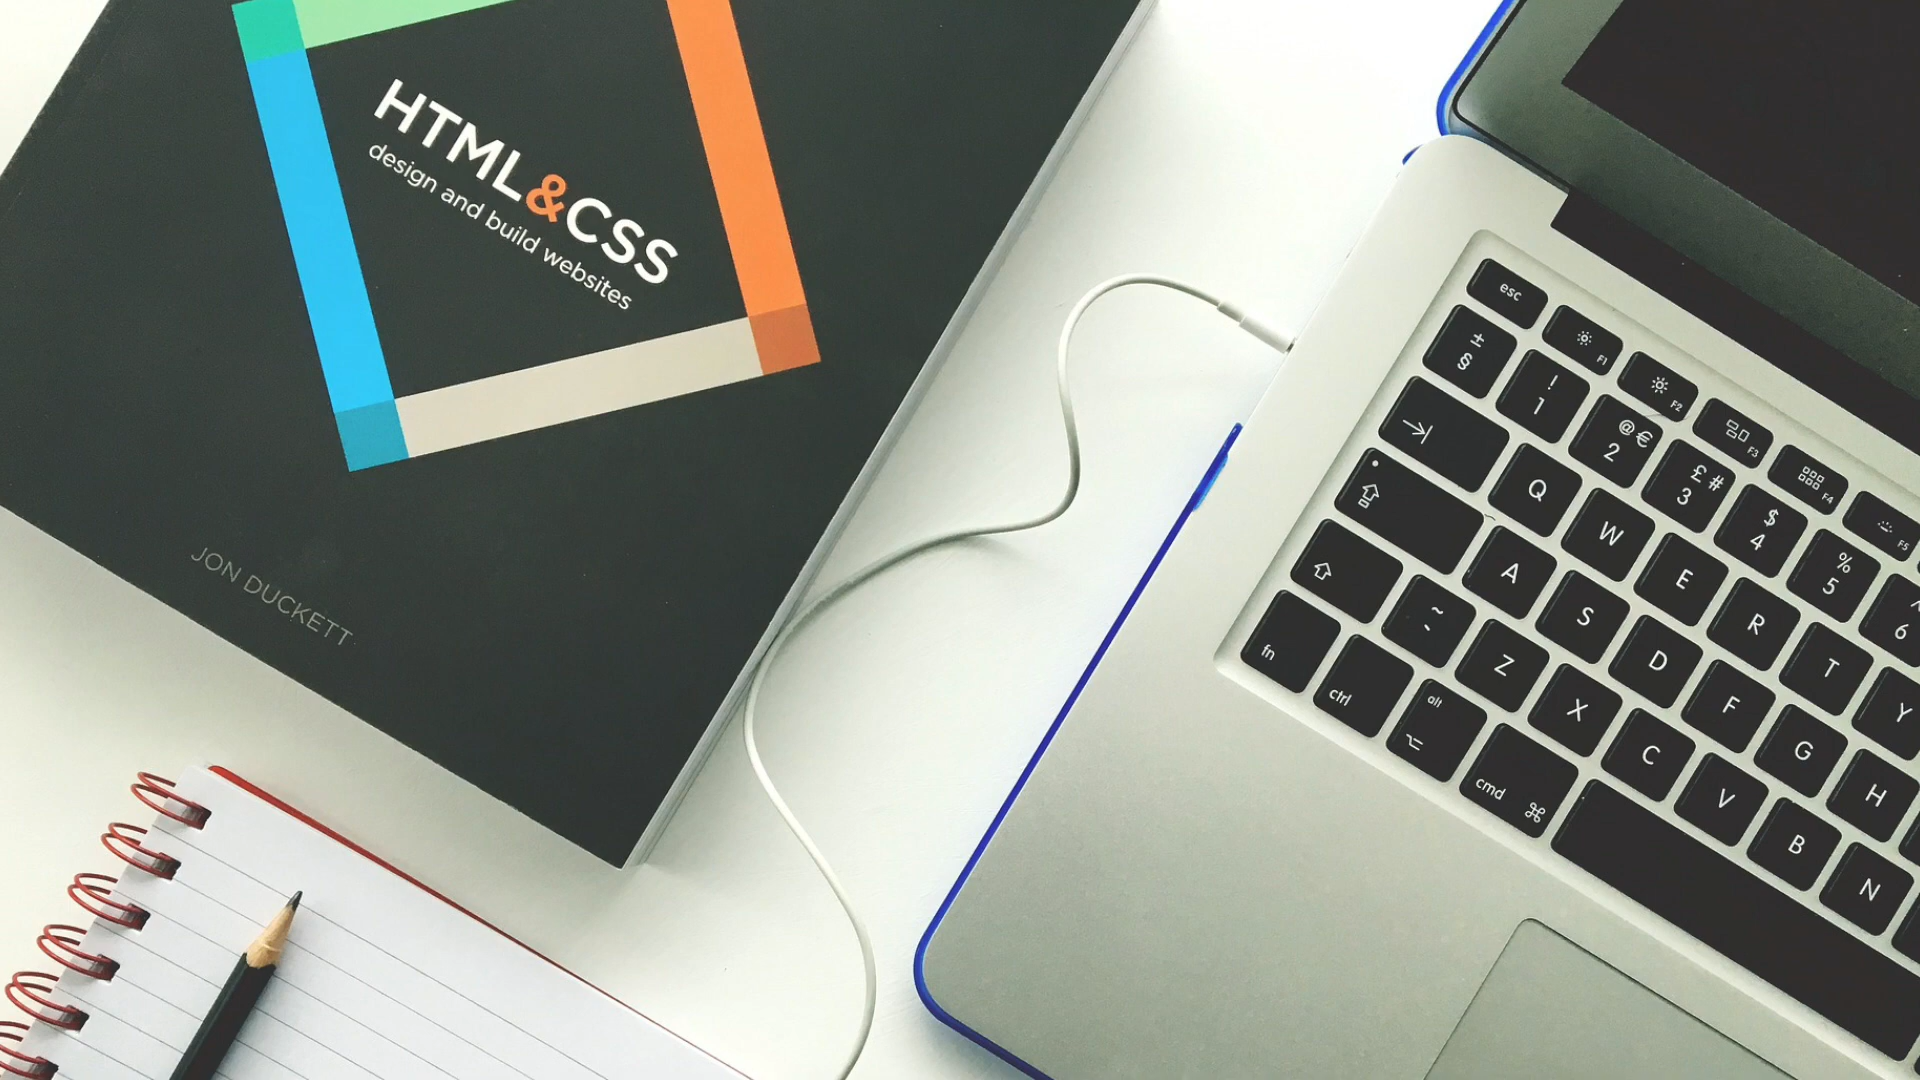 HTML&CSS
design and build websites
JON DUCKETT
esc
F1
F2
F3
F4
F5
± §
! 1
@ € 2
£ # 3
$ 4
% 5
^ 6
Q W E R T Y
A S D F G H
~ ` Z X C V B N
fn ctrl alt cmd ⌘